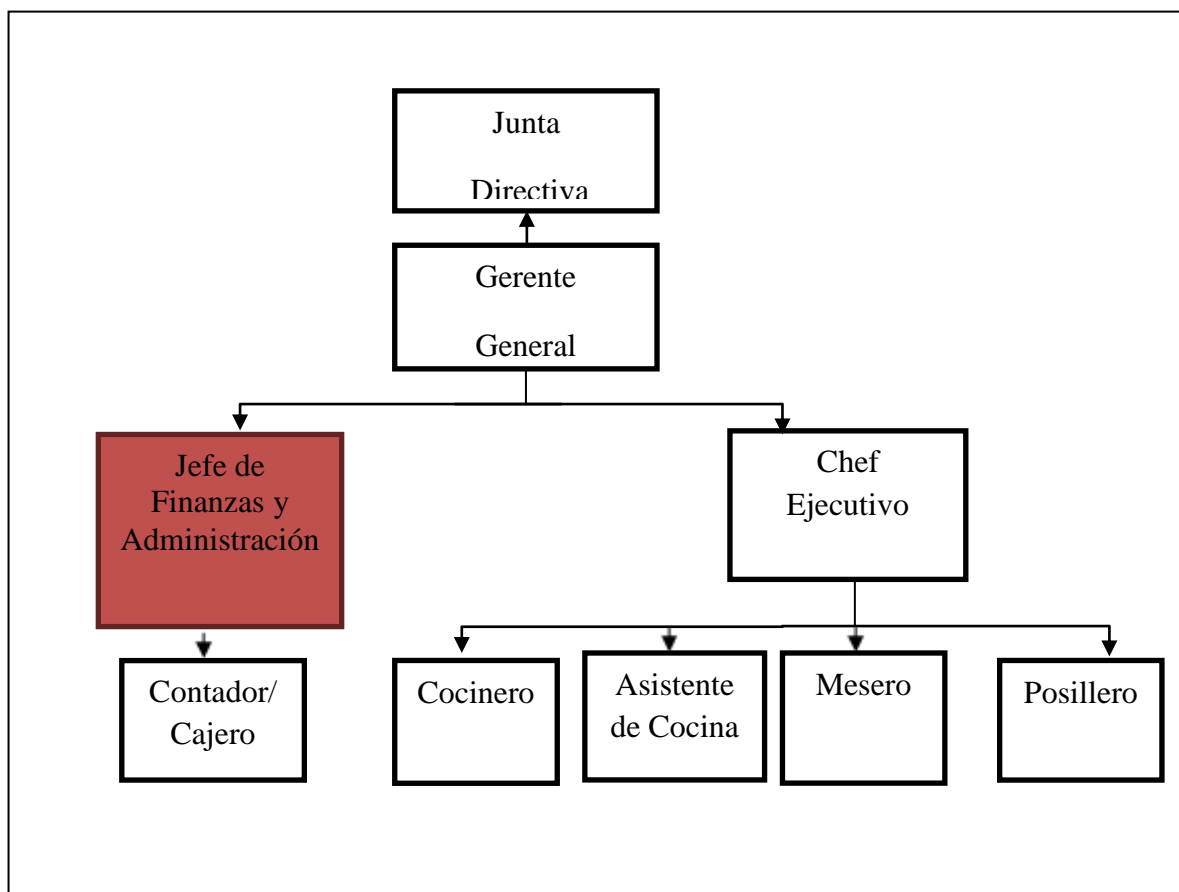 Junta
Directiva
Gerente
General
Jefe de
Finanzas y
Administración
Chef
Ejecutivo
Contador/
Cajero
Cocinero
Asistente
de Cocina
Mesero
Posillero